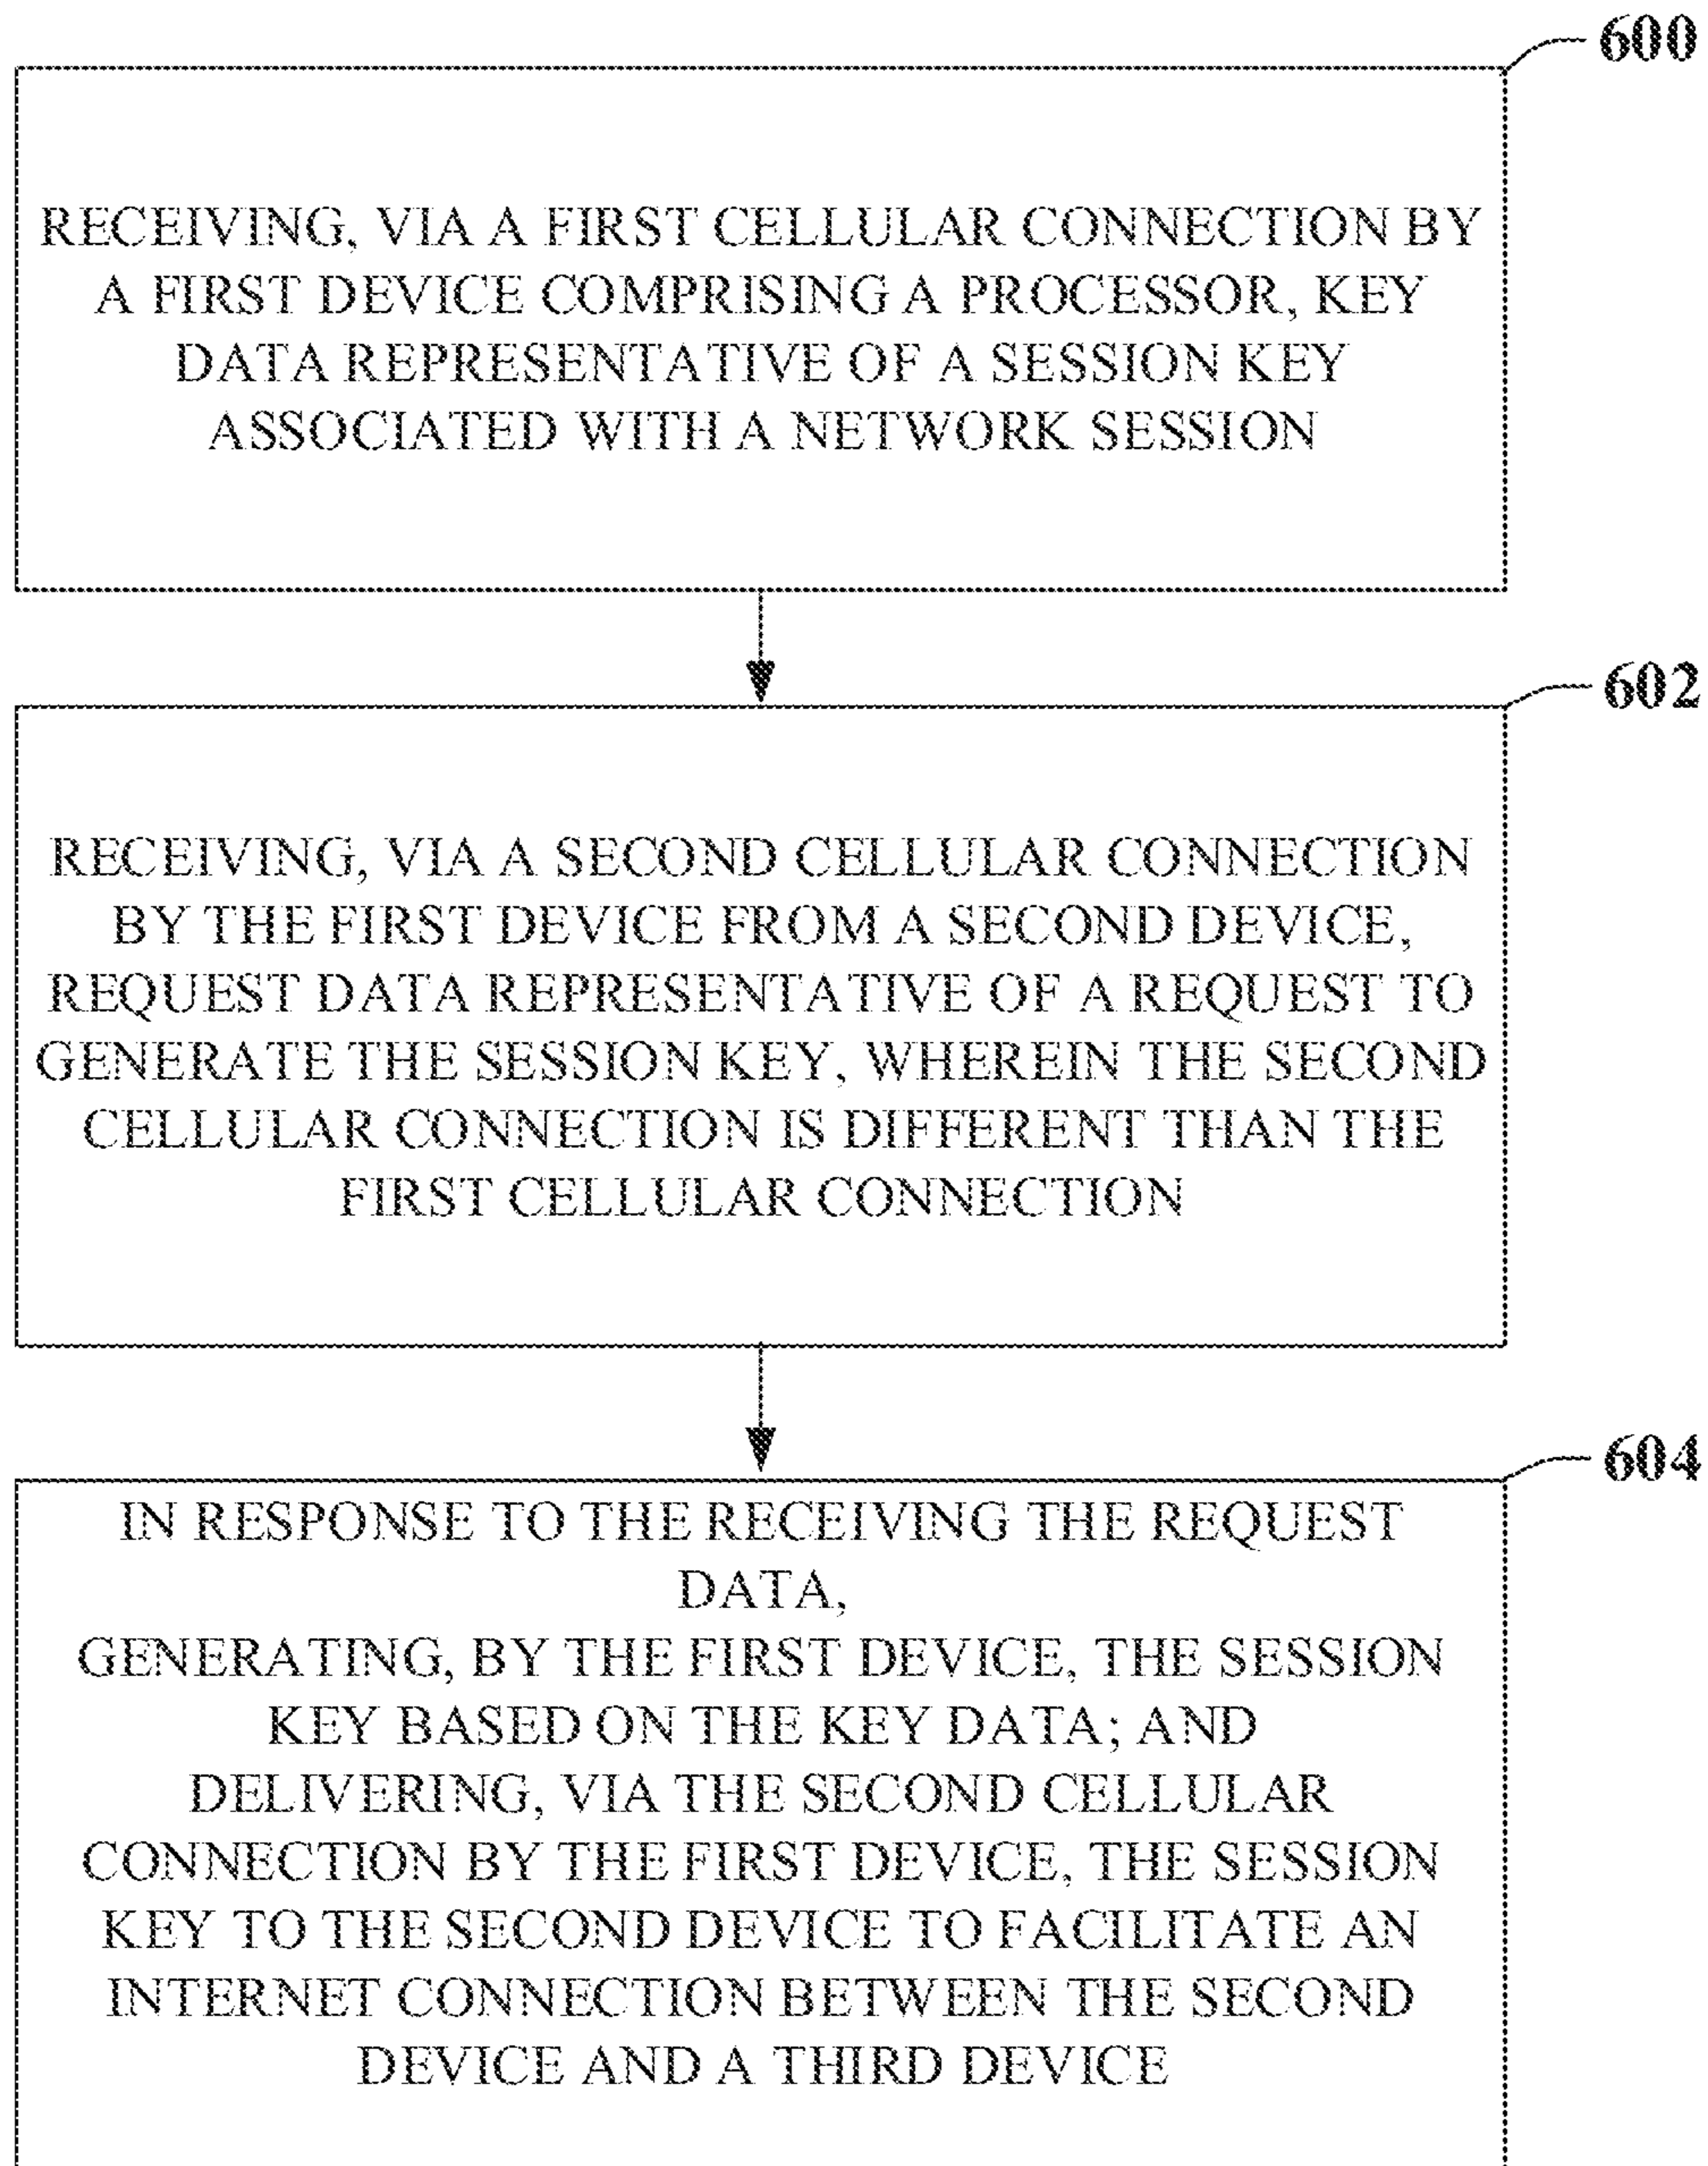 600
RECEIVING, VIA A FIRST CELLULAR CONNECTION BY
A FIRST DEVICE COMPRISING A PROCESSOR, KEY
DATA REPRESENTATIVE OF A SESSION KEY
ASSOCIATED WITH A NETWORK SESSION
602
RECEIVING, VIA A SECOND CELLULAR CONNECTION
BY THE FIRST DEVICE FROM A SECOND DEVICE,
REQUEST DATA REPRESENTATIVE OF A REQUEST TO
GENERATE THE SESSION KEY, WHEREIN THE SECOND
CELLULAR CONNECTION IS DIFFERENT THAN THE
FIRST CELLULAR CONNECTION
604
IN RESPONSE TO THE RECEIVING THE REQUEST
DATA,
GENERATING, BY THE FIRST DEVICE, THE SESSION
KEY BASED ON THE KEY DATA; AND
DELIVERING, VIA THE SECOND CELLULAR
CONNECTION BY THE FIRST DEVICE, THE SESSION
KEY TO THE SECOND DEVICE TO FACILITATE AN
INTERNET CONNECTION BETWEEN THE SECOND
DEVICE AND A THIRD DEVICE